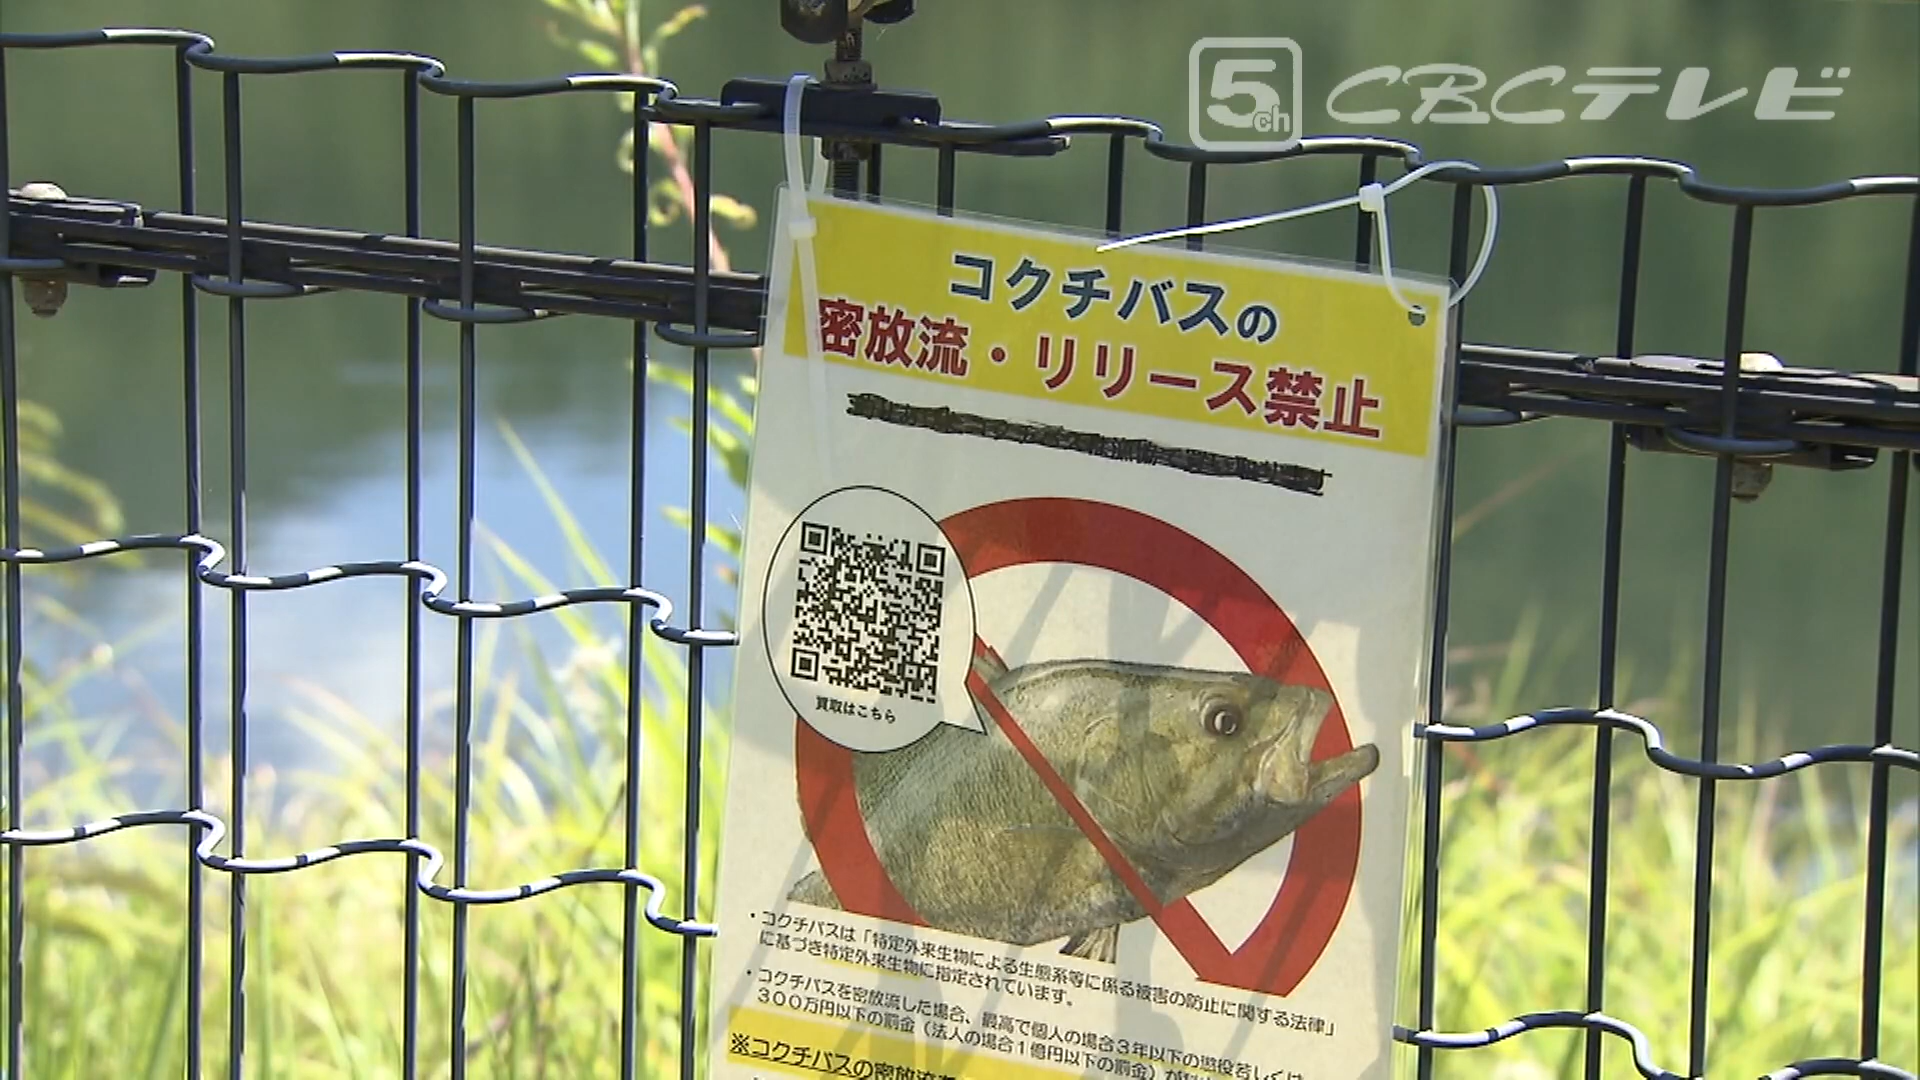 5ch CBCテレビ
コクチバスの
密放流・リリース禁止
買取はこちら
・コクチバスは「特定外来生物による生態系等に係る被害の防止に関する法律」
に基づき特定外来生物に指定されています。
・コクチバスを密放流した場合、最高で個人の場合3年以下の懲役若しくは
300万円以下の罰金(法人の場合1億円以下の罰金)が
※コクチバスの密放流